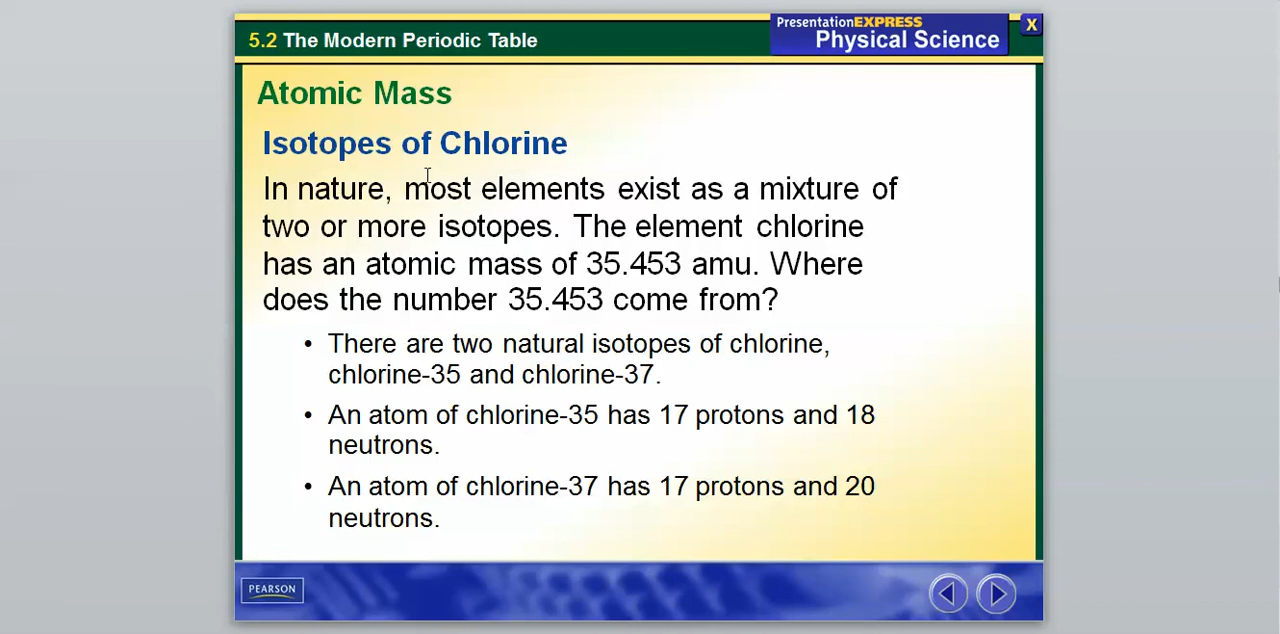 5.2 The Modern Periodic Table
PresentationEXPRESS
Physical Science
X
Atomic Mass
Isotopes of Chlorine
In nature, most elements exist as a mixture of
two or more isotopes. The element chlorine
has an atomic mass of 35.453 amu. Where
does the number 35.453 come from?
• There are two natural isotopes of chlorine,
chlorine-35 and chlorine-37.
• An atom of chlorine-35 has 17 protons and 18
neutrons.
• An atom of chlorine-37 has 17 protons and 20
neutrons.
PEARSON